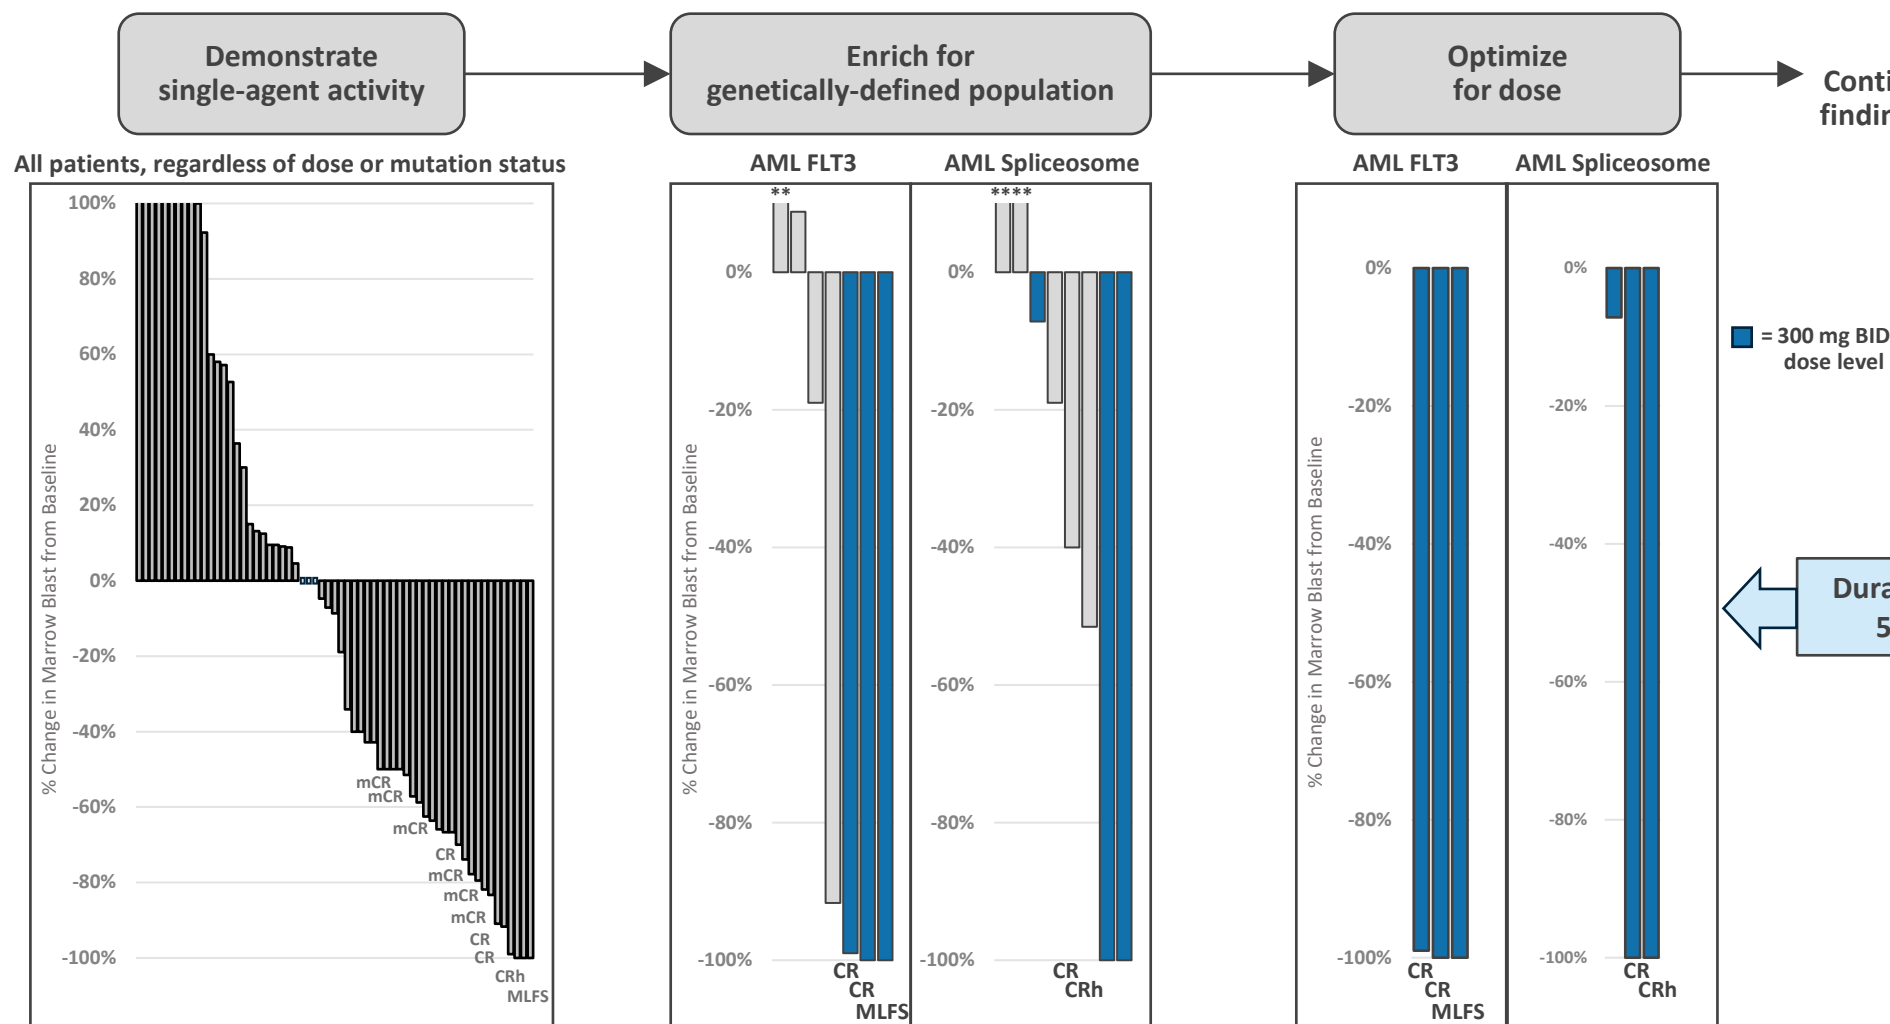 Demonstrate
single-agent activity
Enrich for
genetically-defined population
Optimize
for dose
Conti
findin
All patients, regardless of dose or mutation status
AML FLT3
AML Spliceosome
AML FLT3
AML Spliceosome
% Change in Marrow Blast from Baseline
100%
80%
60%
40%
20%
0%
-20%
-40%
-60%
-80%
-100%
mCR
mCR
mCR
CR
mCR
mCR
mCR
CR
CR
CRh
MLFS
% Change in Marrow Blast from Baseline
**
0%
-20%
-40%
-60%
-80%
-100%
CR
CR
MLFS
****
0%
-20%
-40%
-60%
-80%
-100%
CR
CRh
% Change in Marrow Blast from Baseline
0%
-20%
-40%
-60%
-80%
-100%
CR
CR
MLFS
0%
-20%
-40%
-60%
-80%
-100%
CR
CRh
= 300 mg BID
dose level
Dura
5